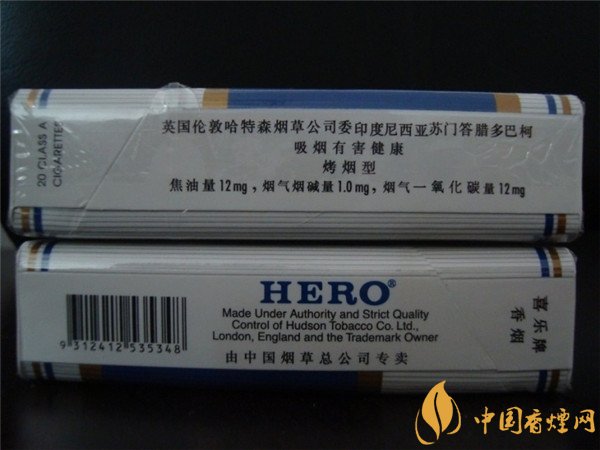 20 CLASS A
CIGARETTES
英国伦敦哈特森烟草公司委印度尼西亚苏门答腊多巴柯
吸烟有害健康
烤烟型
焦油量12mg，烟气烟碱量1.0mg，烟气一氧化碳量12mg
HERO®
Made Under Authority and Strict Quality
Control of Hudson Tobacco Co. Ltd.,
London, England and the Trademark Owner
由中国烟草总公司专卖
9 312412 535348
喜乐牌
香烟
中国香煙网